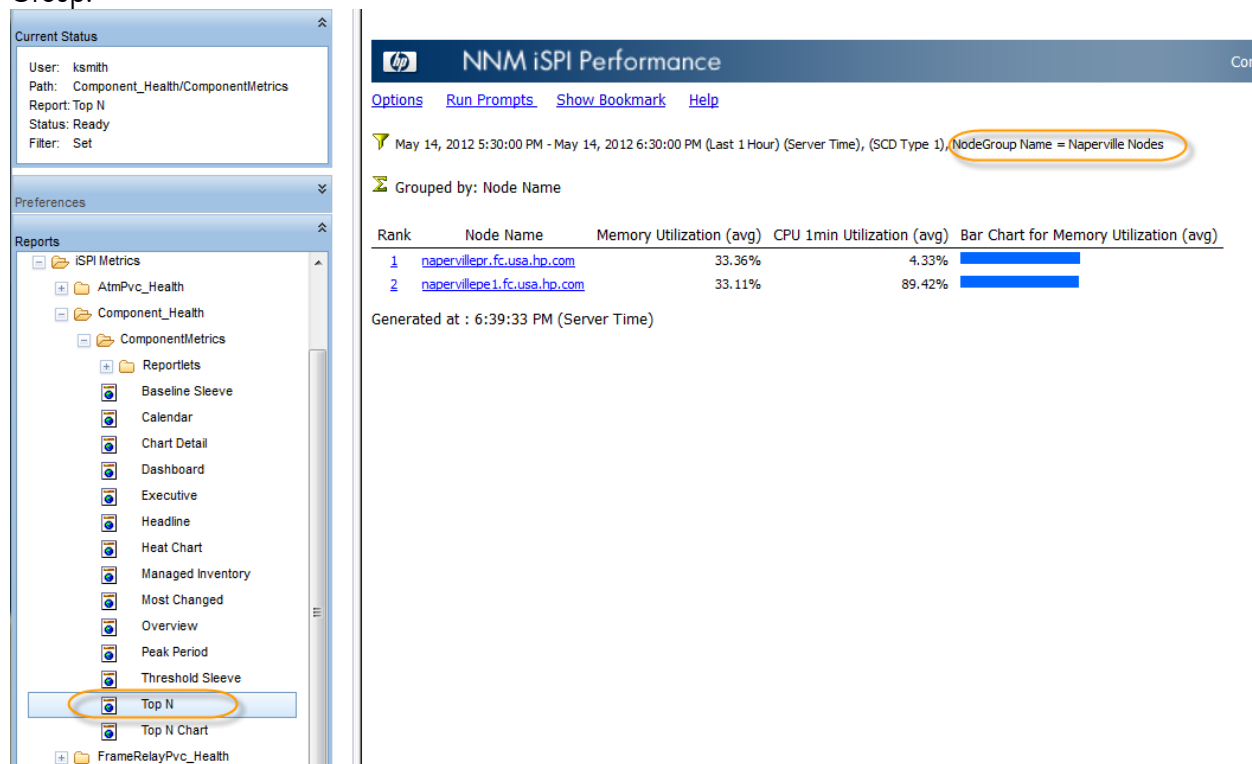 Group.
Current Status
User: ksmith
Path: Component_Health/ComponentMetrics
Report: Top N
Status: Ready
Filter: Set
Preferences
Reports
iSPI Metrics
AtmPvc_Health
Component_Health
ComponentMetrics
Reportlets
Baseline Sleeve
Calendar
Chart Detail
Dashboard
Executive
Headline
Heat Chart
Managed Inventory
Most Changed
Overview
Peak Period
Threshold Sleeve
Top N
Top N Chart
FrameRelayPvc_Health
hp NNM iSPI Performance Con
Options Run Prompts Show Bookmark Help
May 14, 2012 5:30:00 PM - May 14, 2012 6:30:00 PM (Last 1 Hour) (Server Time), (SCD Type 1), NodeGroup Name = Naperville Nodes
Σ Grouped by: Node Name
Rank Node Name Memory Utilization (avg) CPU 1min Utilization (avg) Bar Chart for Memory Utilization (avg)
1 napervillepr.fc.usa.hp.com 33.36% 4.33%
2 napervillepe1.fc.usa.hp.com 33.11% 89.42%
Generated at : 6:39:33 PM (Server Time)